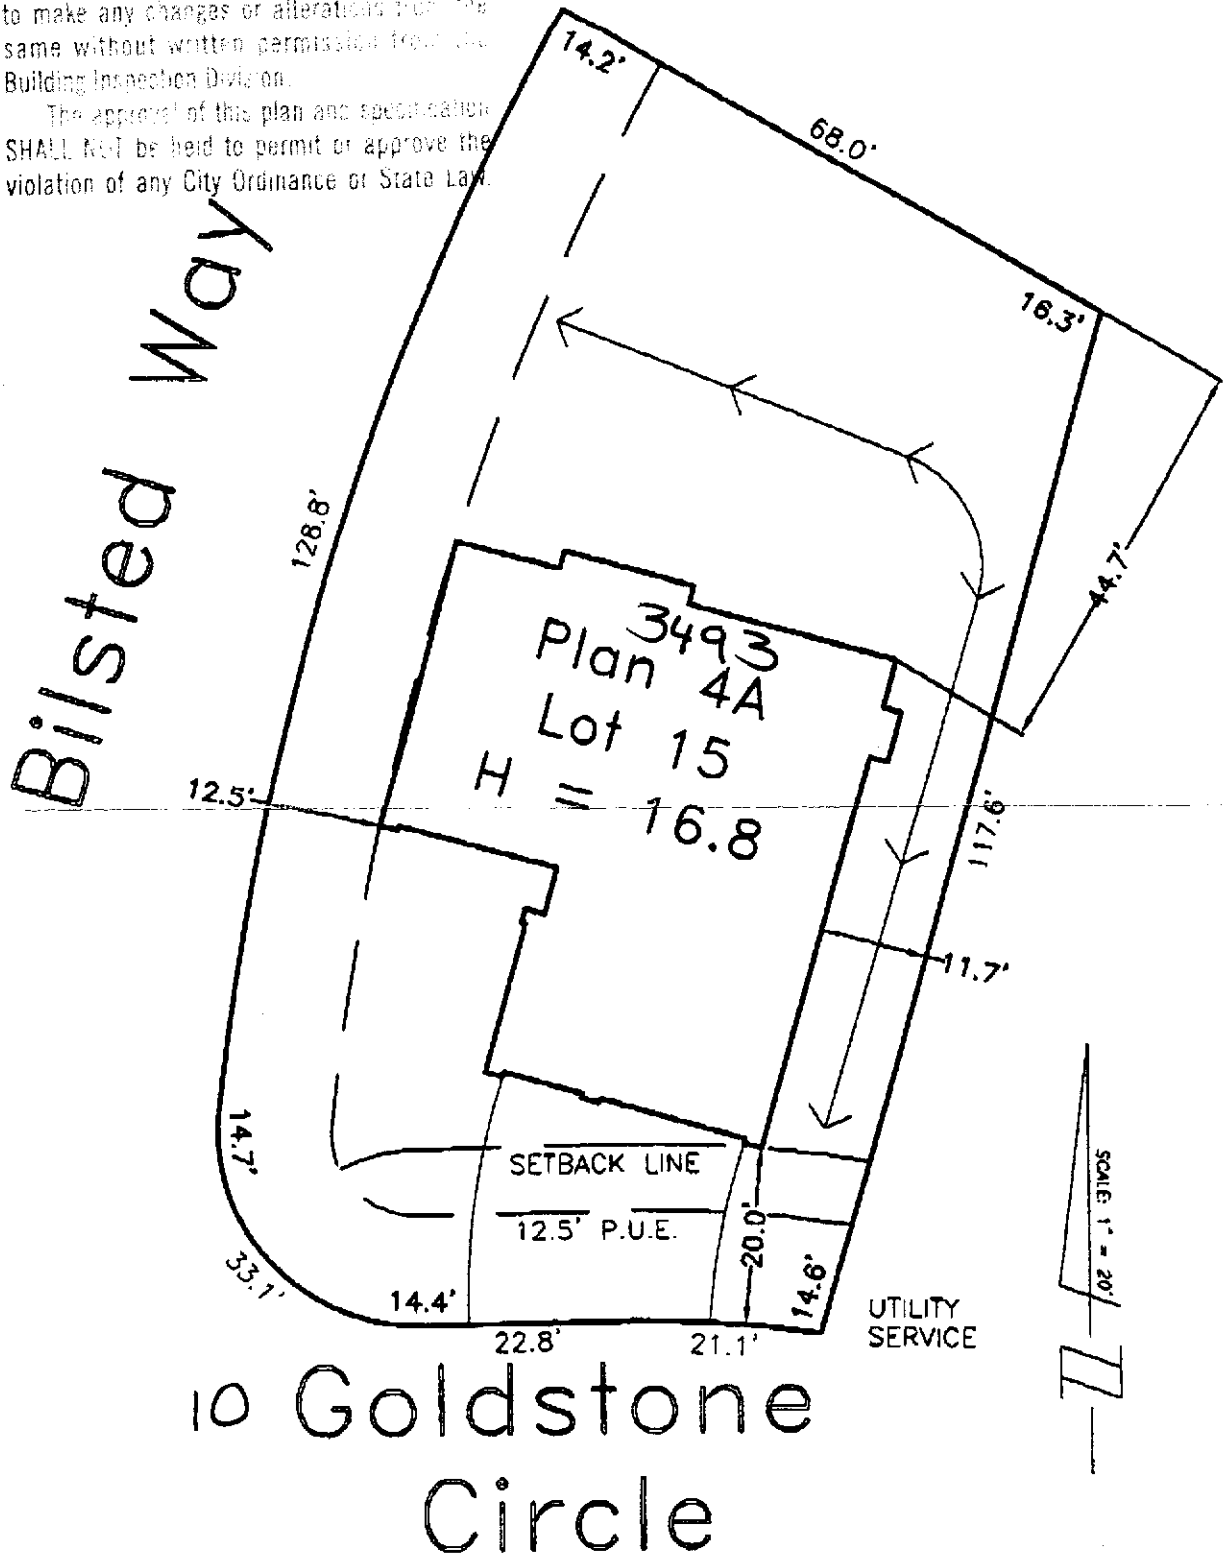 to make any changes or alterations from the
same without written permission from the
Building Inspection Division.
The approval of this plan and specification
SHALL NOT be held to permit or approve the
violation of any City Ordinance or State Law.
14.2'
68.0'
16.3'
Bilsted Way
128.8'
44.7'
3493
Plan 4A
Lot 15
H = 16.8
12.5'
117.6'
11.7'
14.7'
SETBACK LINE
12.5' P.U.E.
20.0'
14.6'
33.1'
14.4'
22.8'
21.1'
UTILITY
SERVICE
SCALE: 1" = 20'
10 Goldstone
Circle